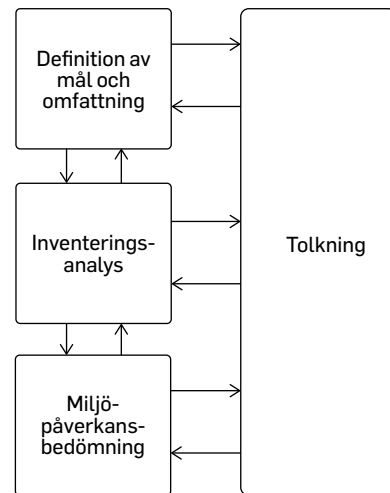 Definition av
mål och
omfattning
Inventerings-
analys
Tolkning
Miljö-
påverkans-
bedömning